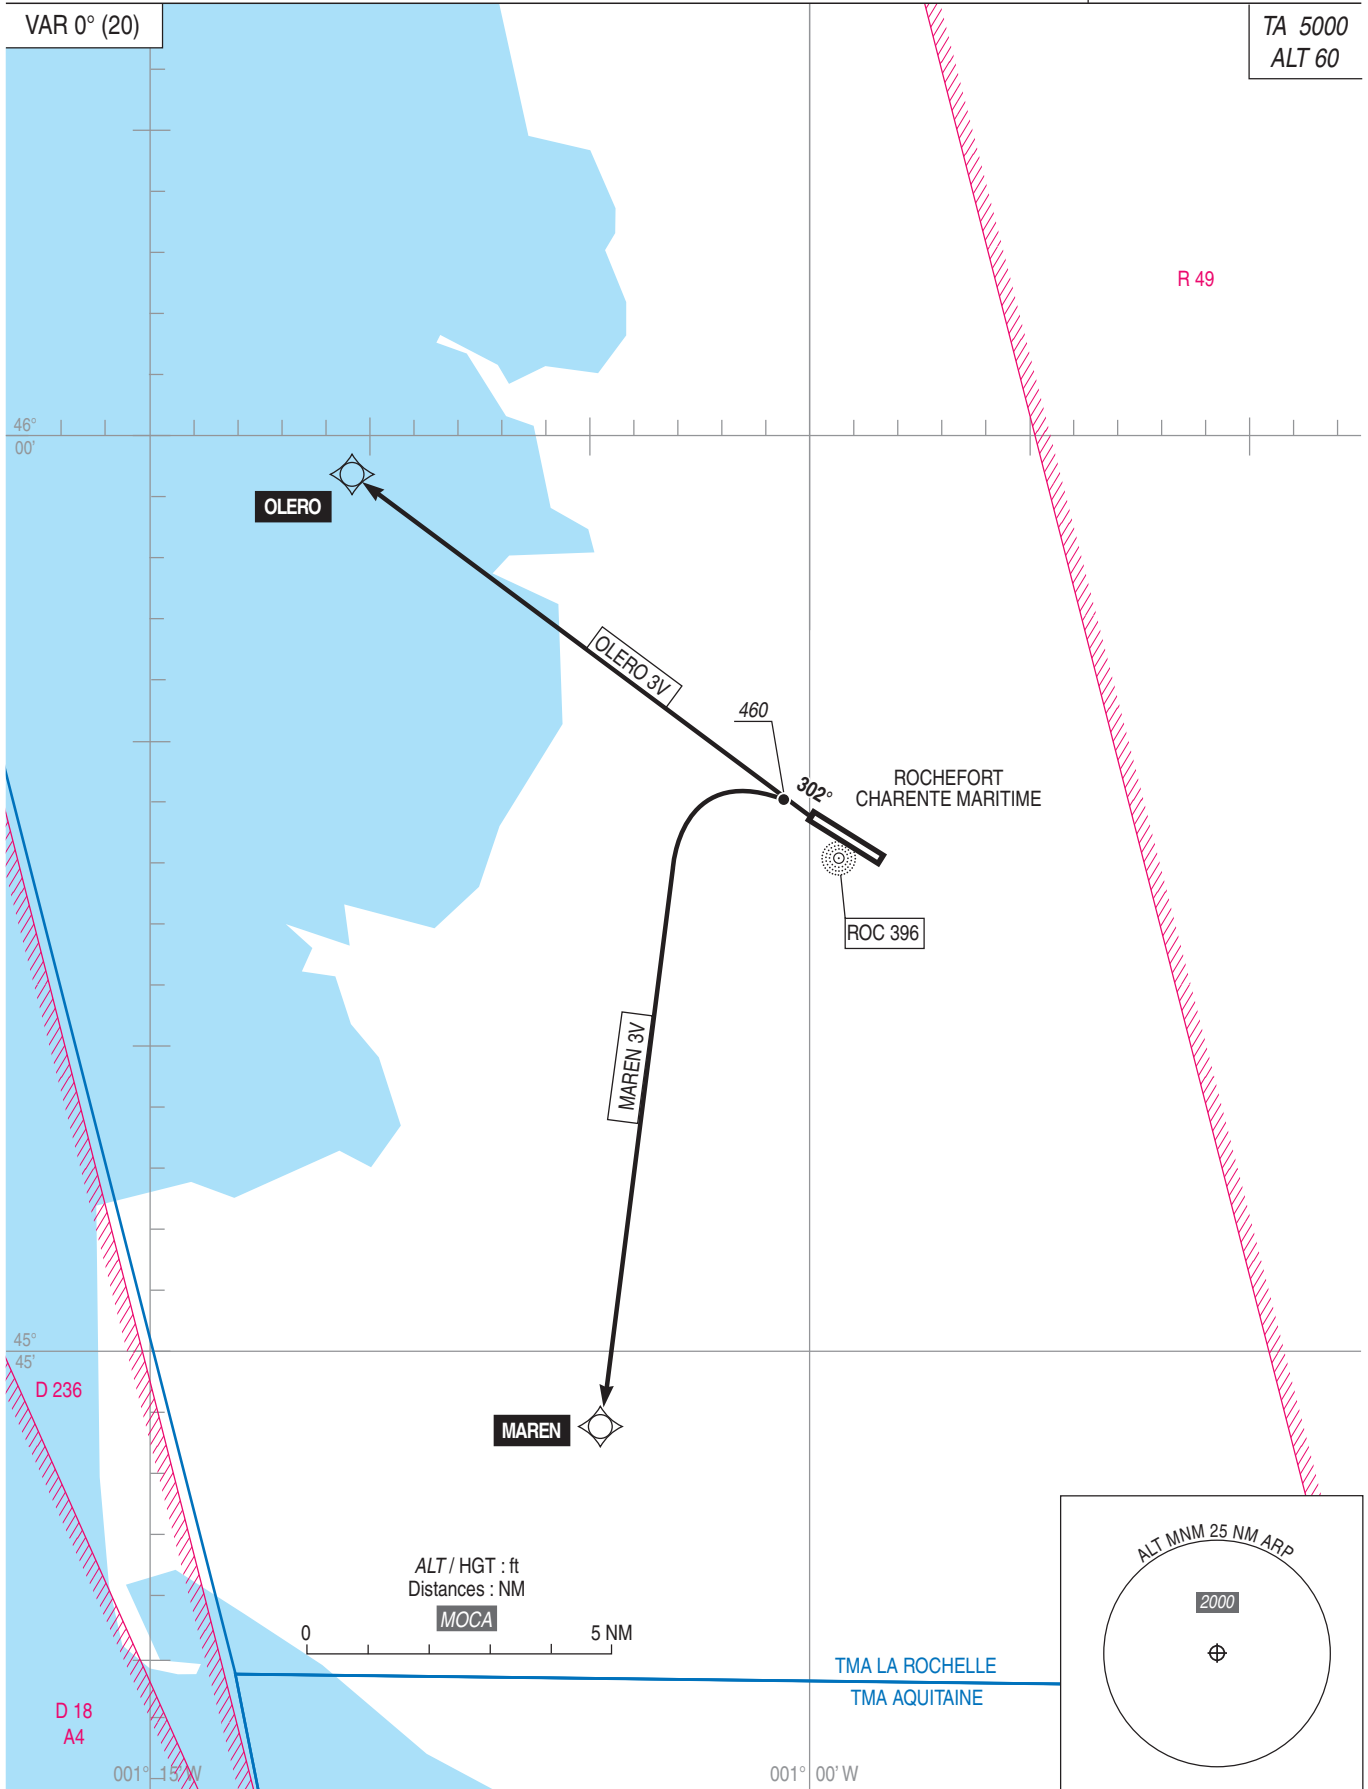 VAR 0° (20)
TA 5000
ALT 60
R 49
46°
00'
OLERO
OLERO 3V
460
302°
ROCHEFORT
CHARENTE MARITIME
ROC 396
MAREN 3V
45°
45'
D 236
MAREN
ALT / HGT : ft
Distances : NM
MOCA
0
5 NM
ALT MNM 25 NM ARP
2000
TMA LA ROCHELLE
TMA AQUITAINE
D 18
A4
001° 15' W
001° 00' W